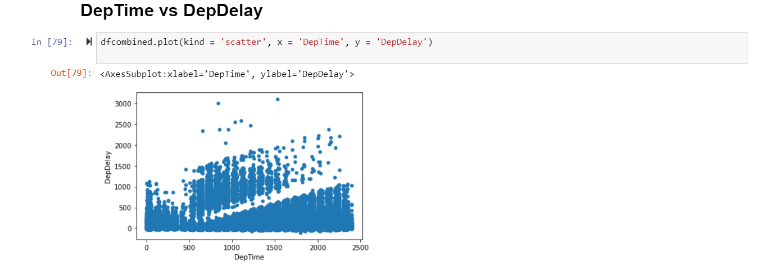 DepTime vs DepDelay
In [79]: dfcombined.plot(kind = 'scatter', x = 'DepTime', y = 'DepDelay')
Out[79]: <AxesSubplot:xlabel='DepTime', ylabel='DepDelay'>
3000
2500
2000
1500
1000
500
0
DepDelay
0 500 1000 1500 2000 2500
DepTime